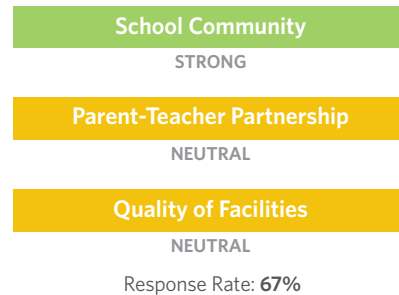 School Community
STRONG
Parent-Teacher Partnership
NEUTRAL
Quality of Facilities
NEUTRAL
Response Rate: 67%